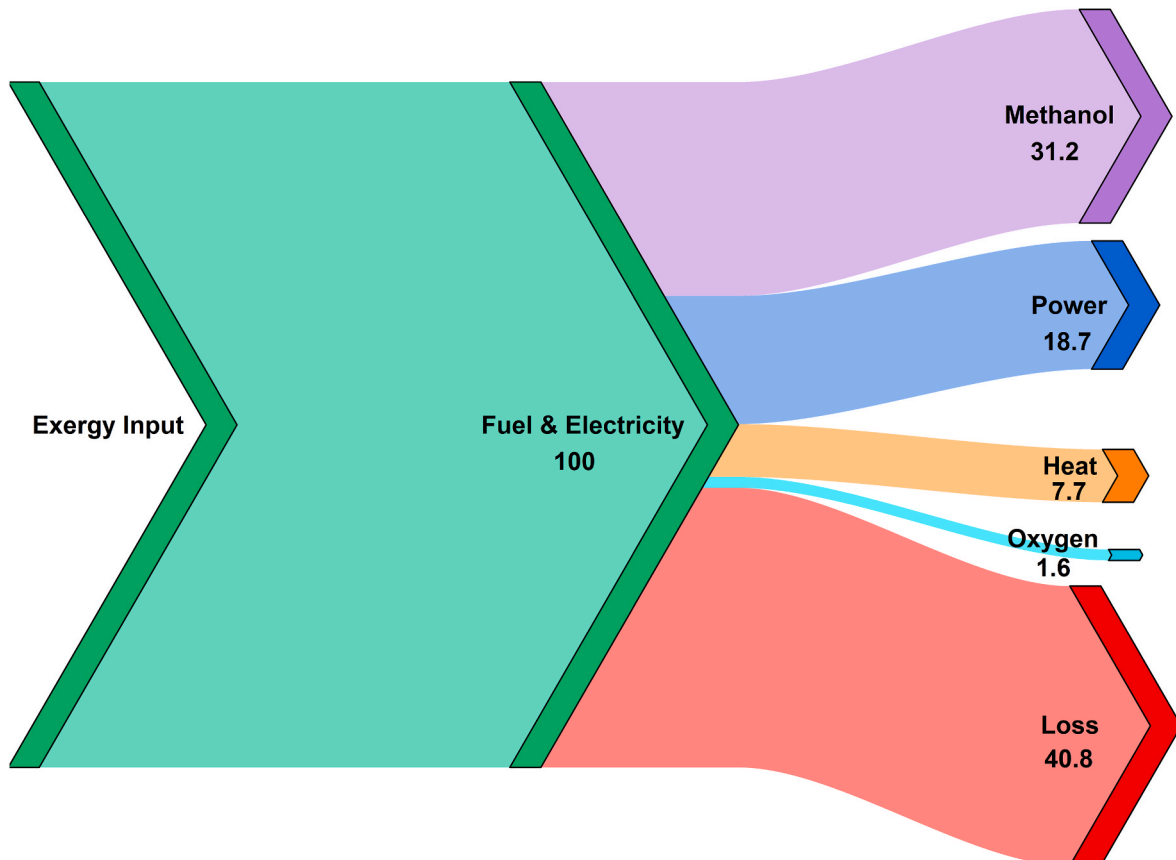 Exergy Input
Fuel & Electricity
100
Methanol
31.2
Power
18.7
Heat
7.7
Oxygen
1.6
Loss
40.8